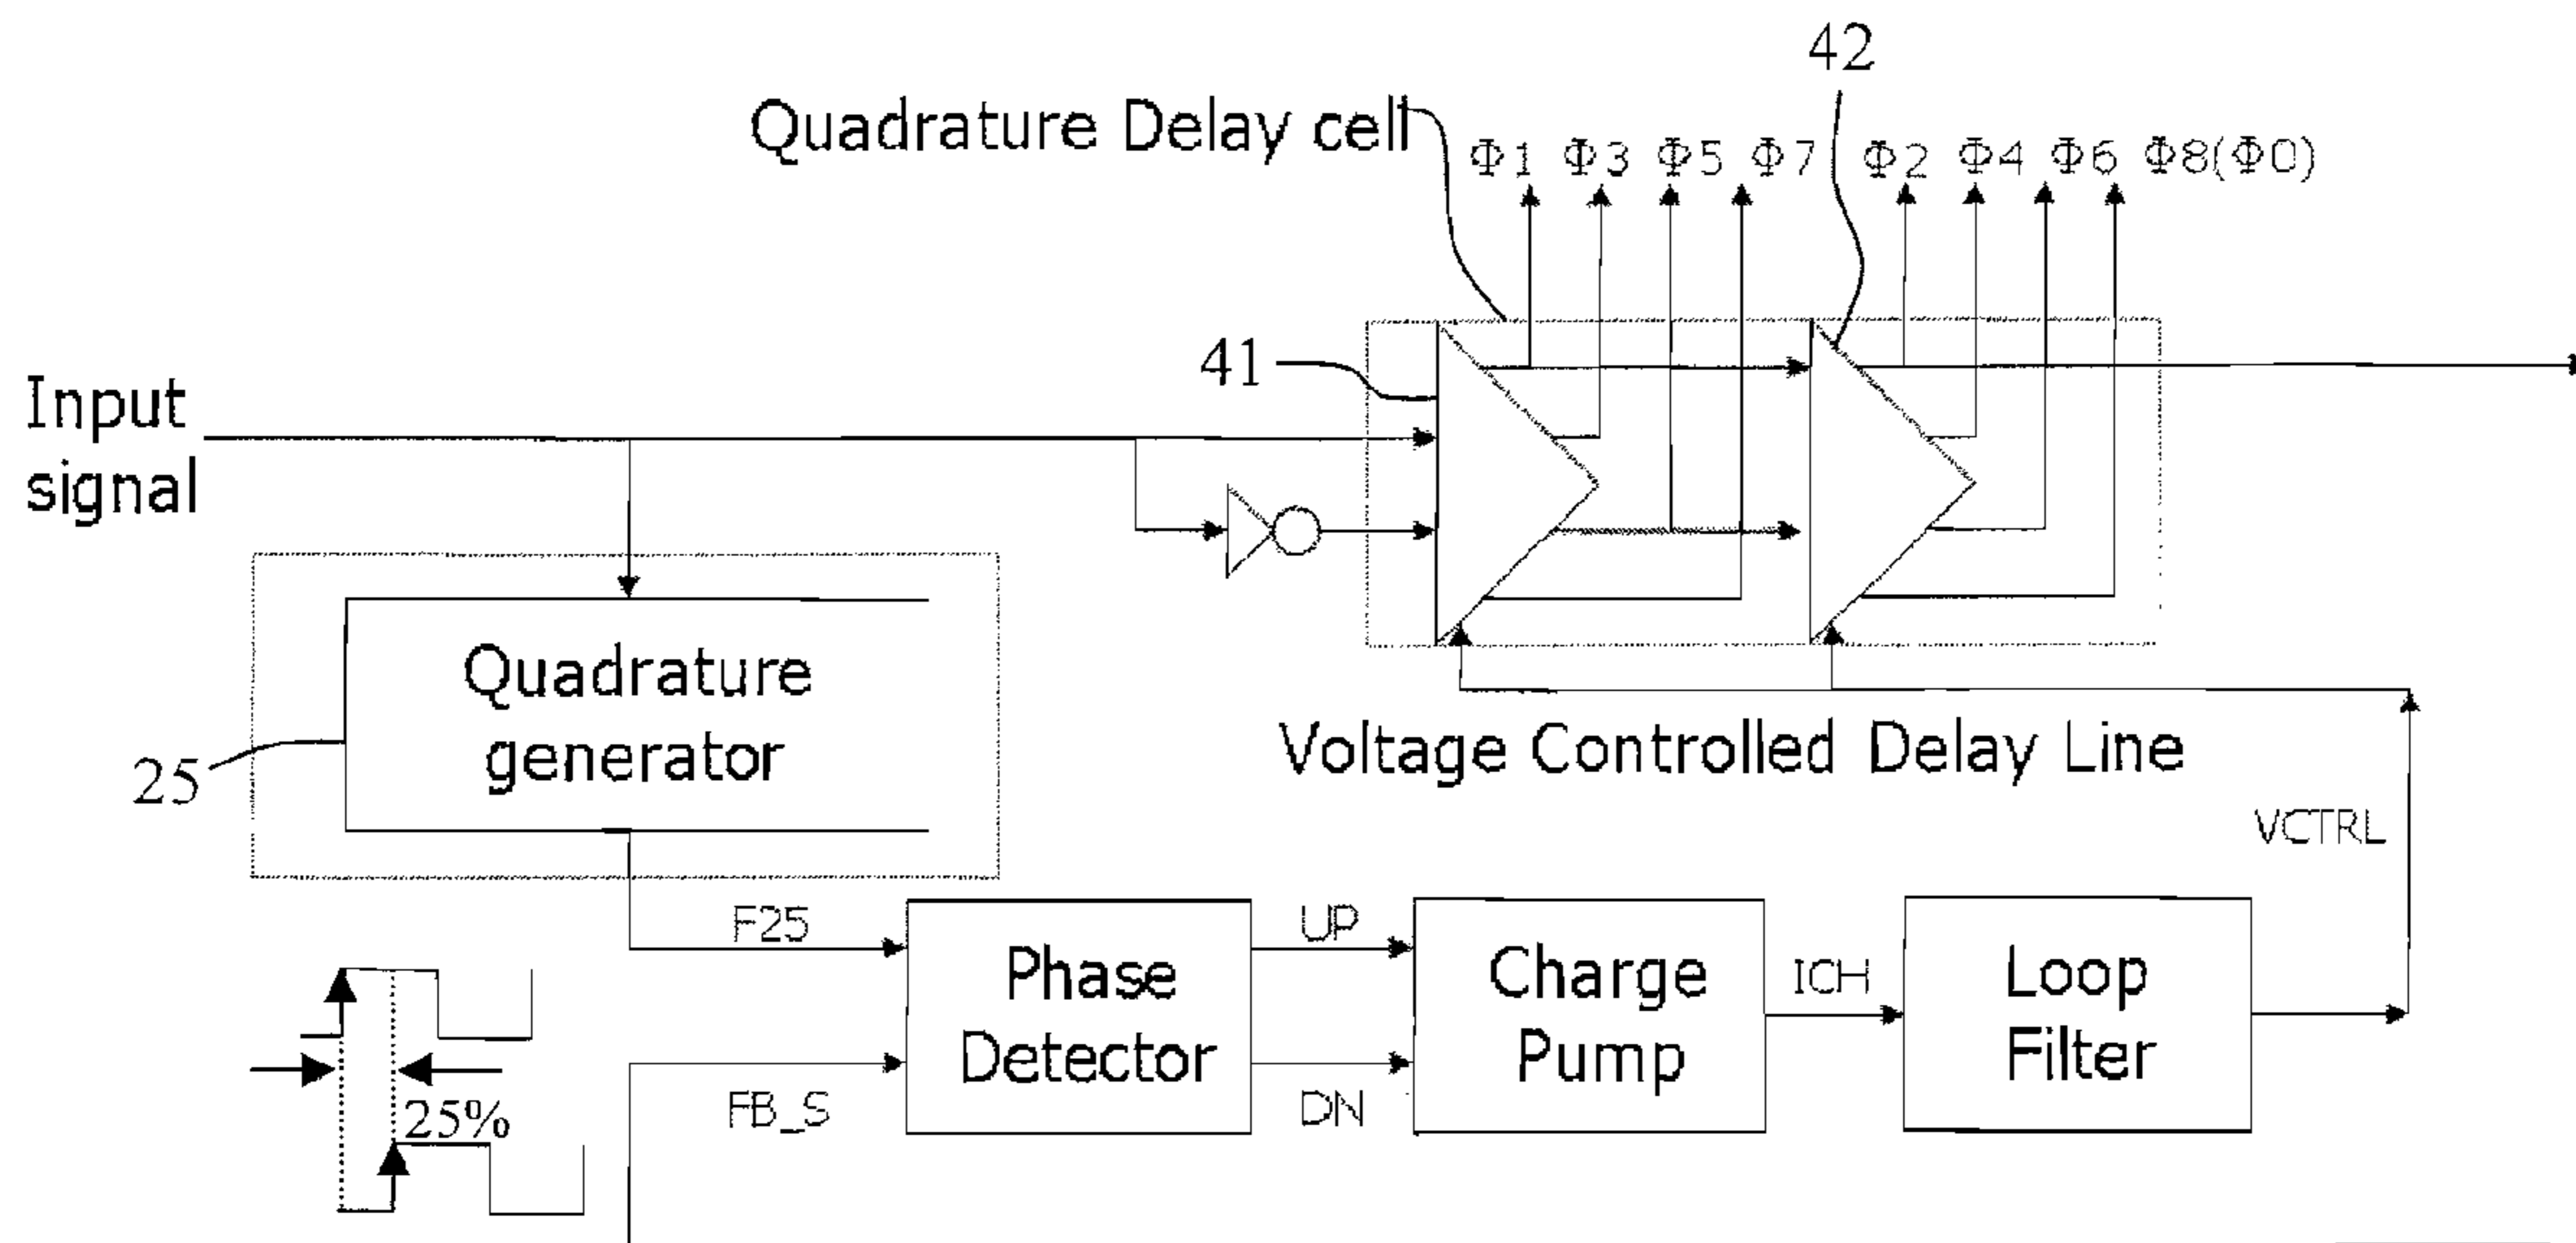 42
Quadrature Delay cell
Φ1 Φ3 Φ5 Φ7 Φ2 Φ4 Φ6 Φ8(Φ0)
41
Input
signal
Quadrature
generator
25
Voltage Controlled Delay Line
VCTRL
F25
UP
Phase
Detector
Charge
Pump
ICH
Loop
Filter
25%
FB_S
DN